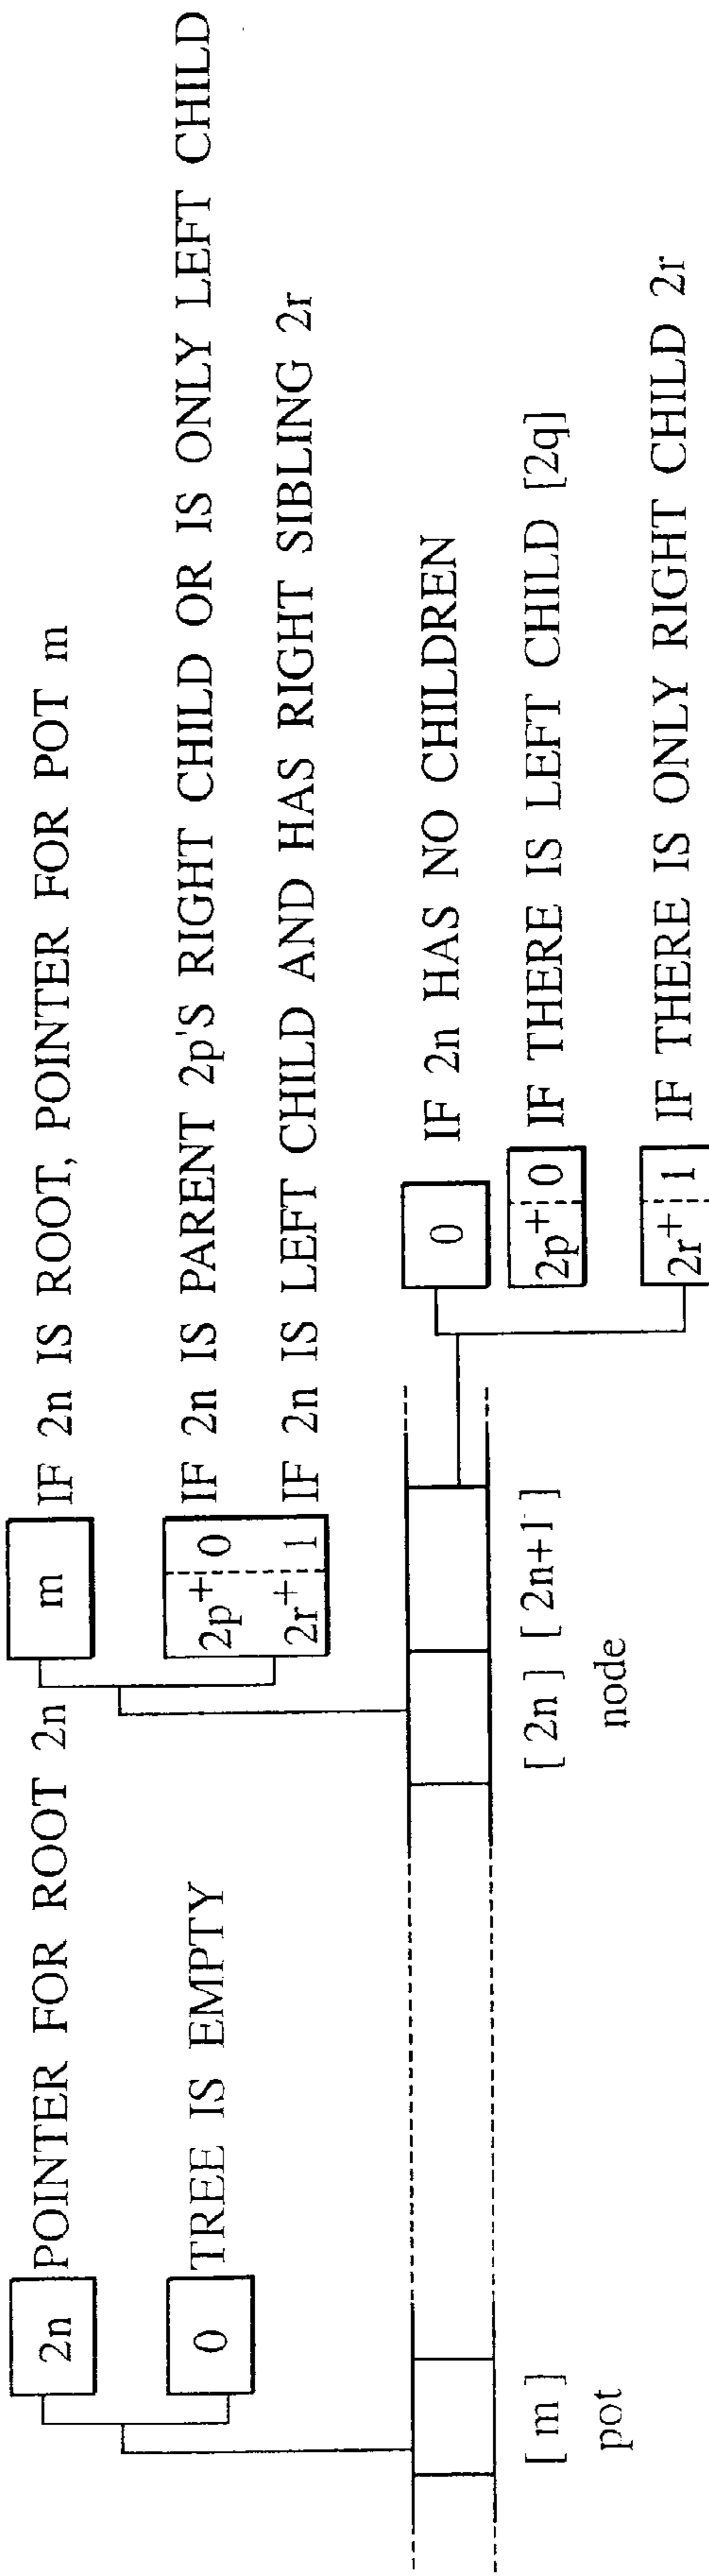 2n POINTER FOR ROOT 2n
0 TREE IS EMPTY
[ m ]
pot
m IF 2n IS ROOT, POINTER FOR POT m
2p+ 0 IF 2n IS PARENT 2p'S RIGHT CHILD OR IS ONLY LEFT CHILD
2r+ 1 IF 2n IS LEFT CHILD AND HAS RIGHT SIBLING 2r
[ 2n ] [ 2n+1 ]
node
0 IF 2n HAS NO CHILDREN
2p+ 0 IF THERE IS LEFT CHILD [2q]
2r+ 1 IF THERE IS ONLY RIGHT CHILD 2r